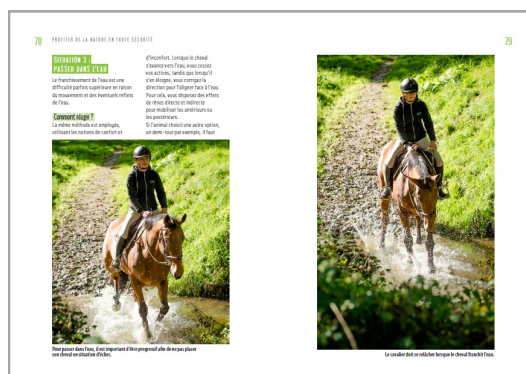 78 PROFITER DE LA NATURE EN TOUTE SÉCURITÉ
SITUATION 3 :
PASSER DANS L'EAU
Le franchissement de l'eau est une
difficulté parfois supérieure en raison
du mouvement et des éventuels reflets
de l'eau.
Comment réagir ?
La même méthode est employée,
utilisant les notions de confort et
d'inconfort. Lorsque le cheval
s'avance vers l'eau, vous cessez
vos actions, tandis que lorsqu'il
s'en éloigne, vous corrigez la
direction pour l'aligner face à l'eau.
Pour cela, vous disposez des effets
de rênes directe et indirecte
pour mobiliser les antérieurs ou
les postérieurs.
Si l'animal choisit une autre option,
un demi-tour par exemple, il faut
Pour passer dans l'eau, il est important d'être progressif afin de ne pas placer
son cheval en situation d'échec.
79
Le cavalier doit se relâcher lorsque le cheval franchit l'eau.